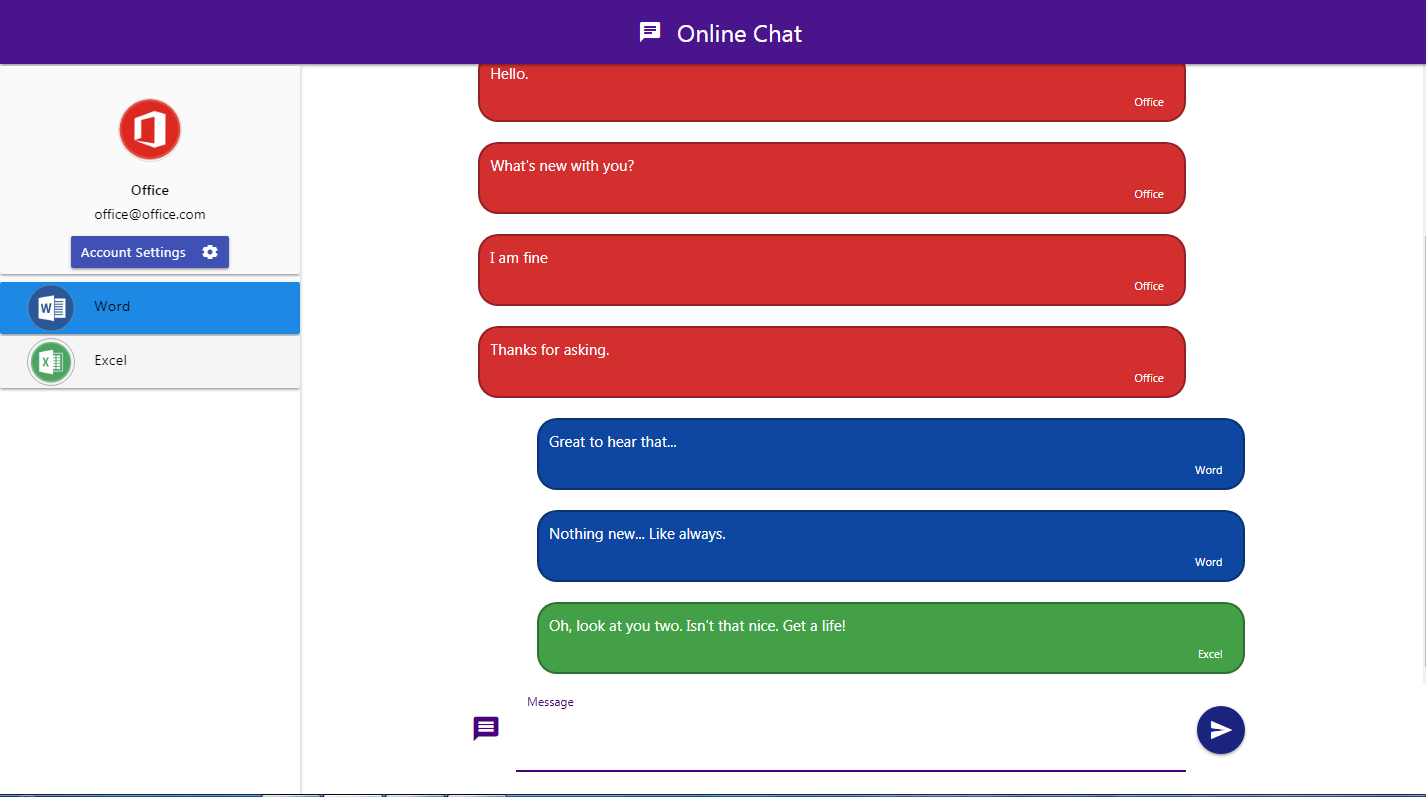 Online Chat
Office
office@office.com
Account Settings
W
Word
X
Excel
Hello.
Office
What's new with you?
Office
I am fine
Office
Thanks for asking.
Office
Great to hear that...
Word
Nothing new... Like always.
Word
Oh, look at you two. Isn't that nice. Get a life!
Excel
Message